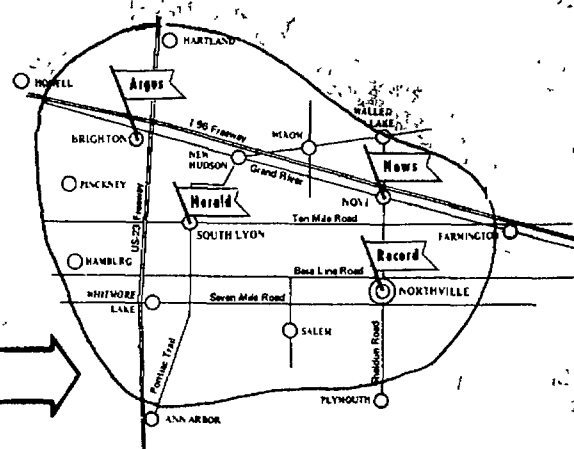 HARTLAND
HOWELL
Argus
WALLED
LAKE
I-96 Freeway
WIXOM
BRIGHTON
NEW
HUDSON
Grand River
News
PINCKNEY
Herald
NOVI
Ten Mile Road
US-23 Freeway
SOUTH LYON
FARMINGTON
Record
HAMBURG
Base Line Road
NORTHVILLE
WHITMORE
LAKE
Seven Mile Road
SALEM
Sheldon Road
Pontiac Trail
PLYMOUTH
ANN ARBOR